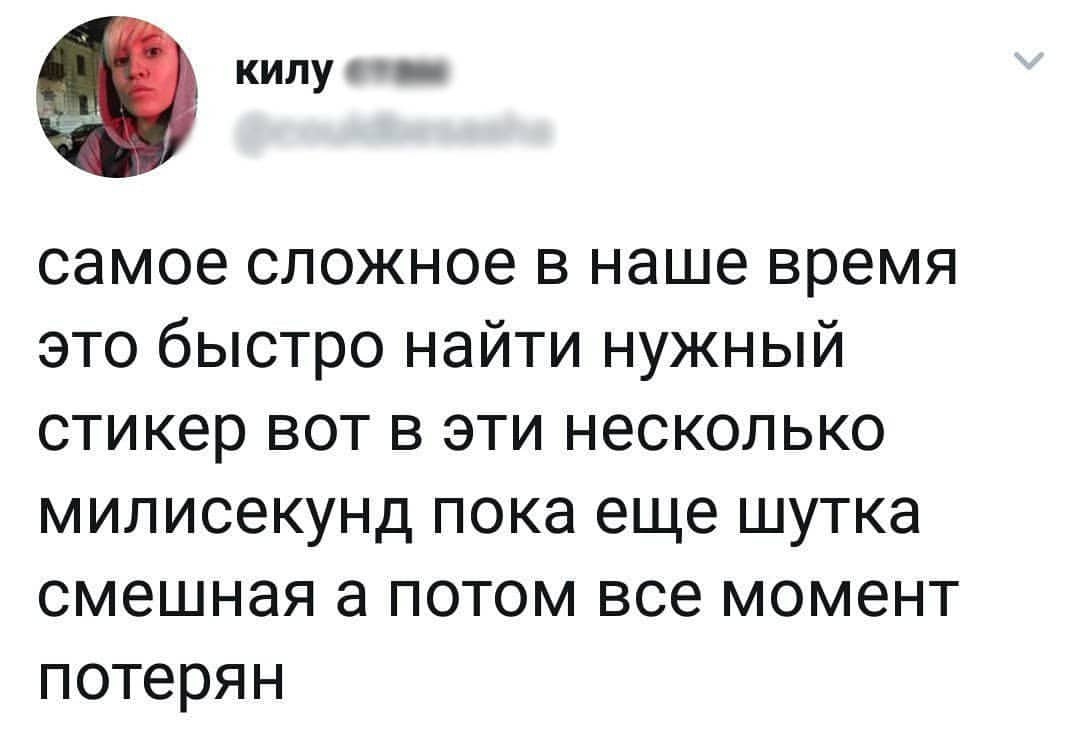 килу
самое сложное в наше время
это быстро найти нужный
стикер вот в эти несколько
милисекунд пока еще шутка
смешная а потом все момент
потерян